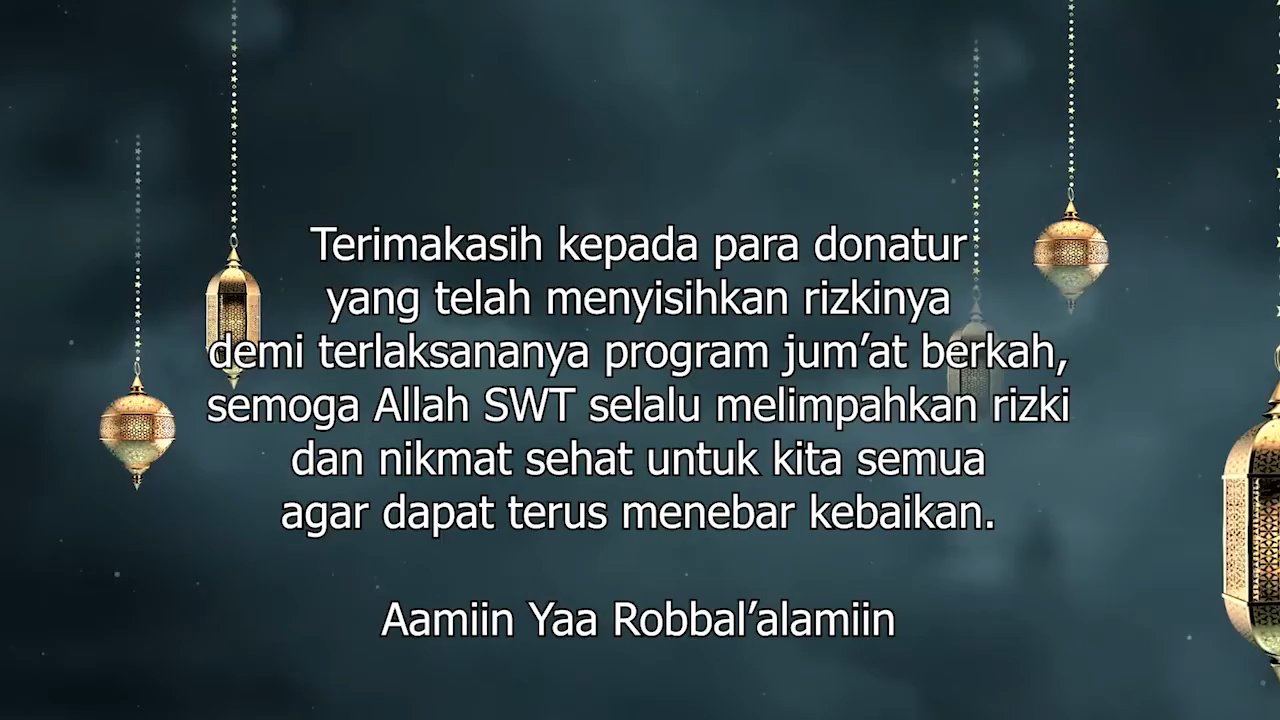 Terimakasih kepada para donatur
yang telah menyisihkan rizkinya
demi terlaksananya program jum’at berkah,
semoga Allah SWT selalu melimpahkan rizki
dan nikmat sehat untuk kita semua
agar dapat terus menebar kebaikan.
Aamiin Yaa Robbal’alamiin